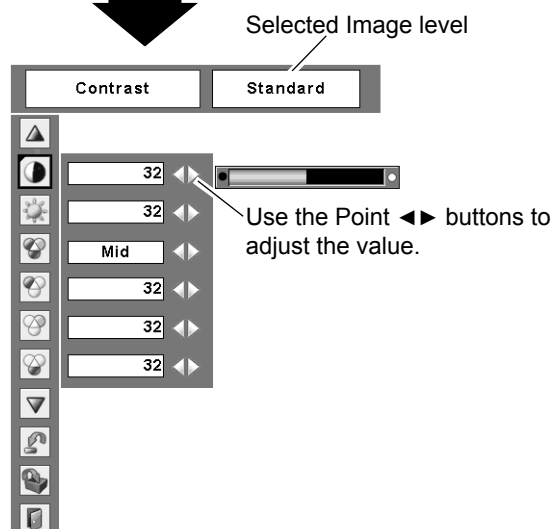 Selected Image level
Contrast
Standard
32
32
Use the Point ◄► buttons to
adjust the value.
Mid
32
32
32